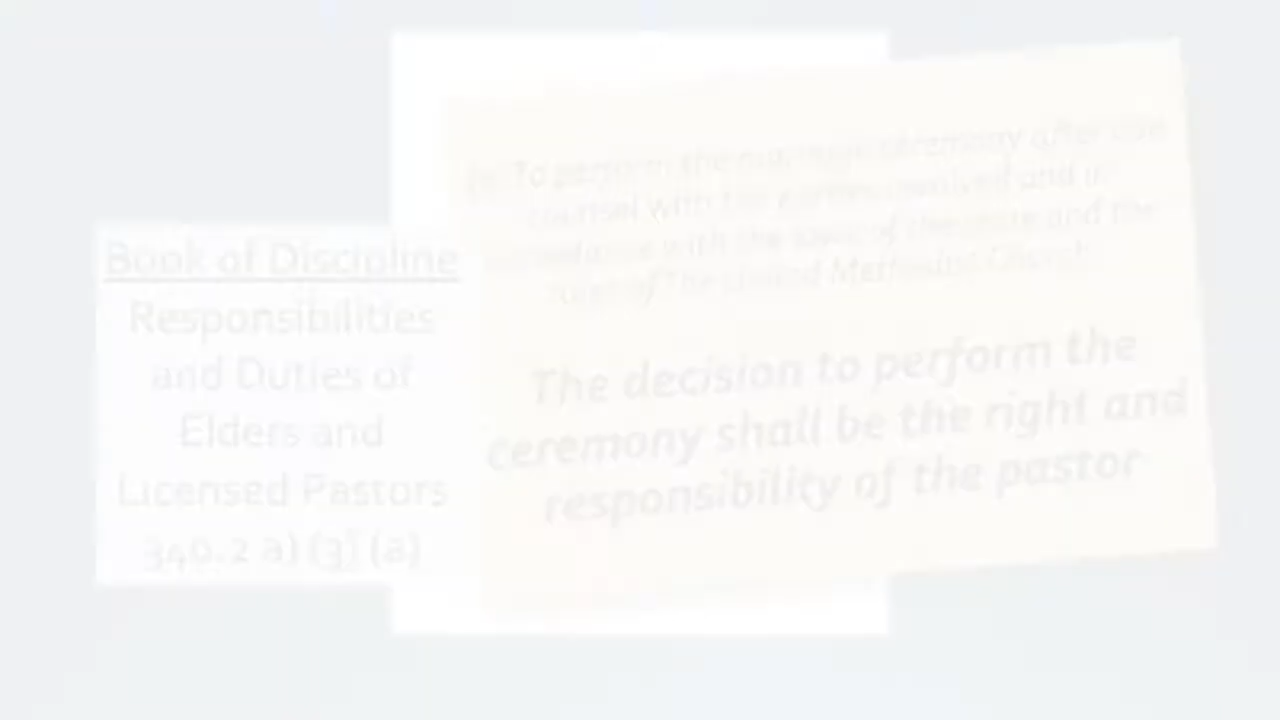 Book of Discipline
Responsibilities
and Duties of
Elders and
Licensed Pastors
340.2 a) (3) (a)
To perform the marriage ceremony after due
counsel with the parties involved and in
accordance with the laws of the state and the
rules of The United Methodist Church.
The decision to perform the
ceremony shall be the right and
responsibility of the pastor